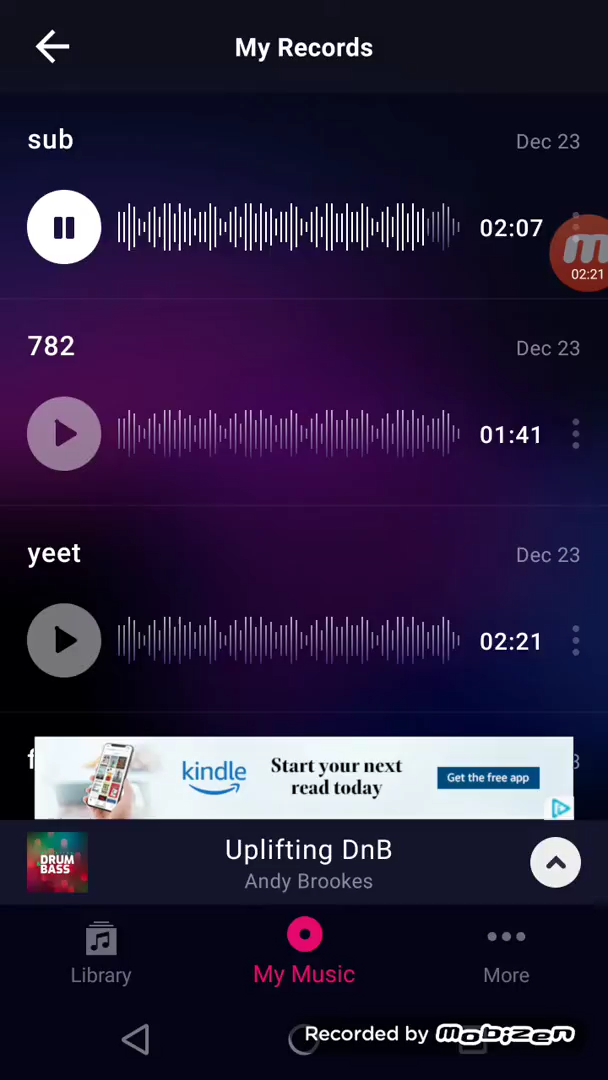 My Records
sub
Dec 23
02:07
02:21
782
Dec 23
01:41
yeet
Dec 23
02:21
kindle
Start your next
read today
Get the free app
DRUM
BASS
Uplifting DnB
Andy Brookes
Library
My Music
More
Recorded by mobizen